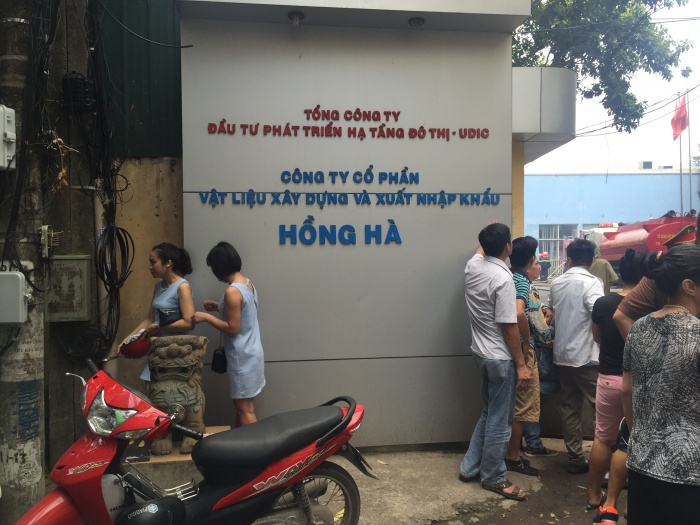 TỔNG CÔNG TY
ĐẦU TƯ PHÁT TRIỂN HẠ TẦNG ĐÔ THỊ - UDIC
CÔNG TY CỔ PHẦN
VẬT LIỆU XÂY DỰNG VÀ XUẤT NHẬP KHẨU
HỒNG HÀ
WAVE